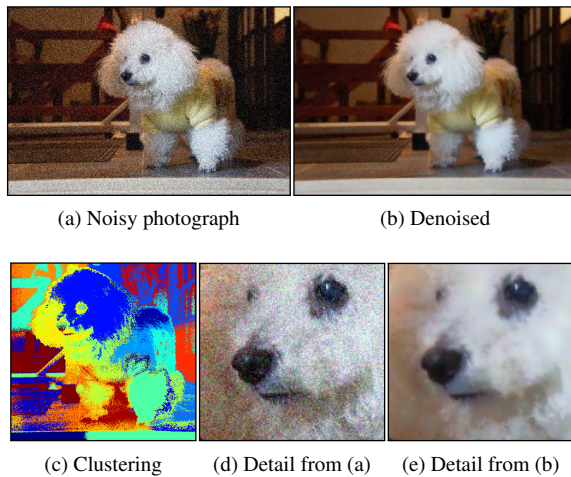 (a) Noisy photograph
(b) Denoised
(c) Clustering
(d) Detail from (a)
(e) Detail from (b)